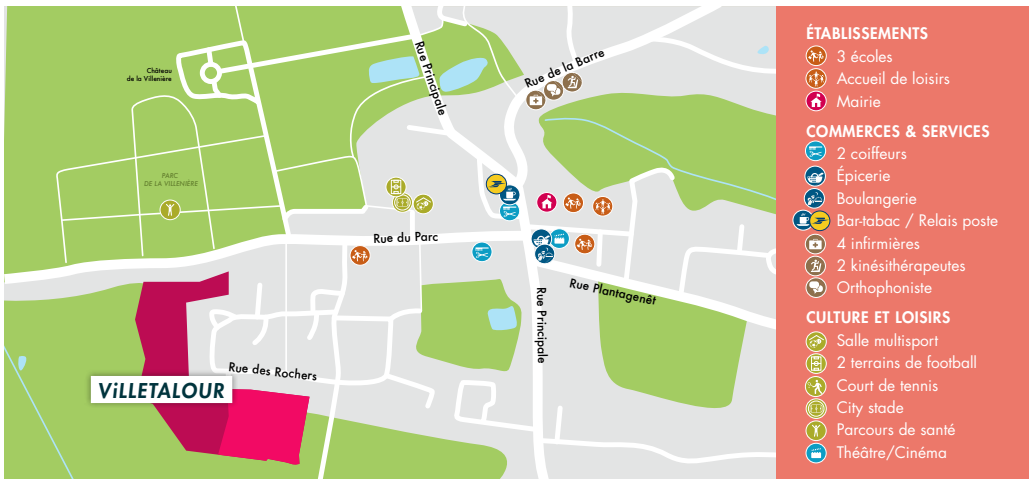 Château
de la Villenière
PARC
DE LA VILLENIÈRE
Rue Principale
Rue de la Barre
Rue du Parc
Rue Plantagenêt
Rue Principale
Rue des Rochers
ViLLETALOUR
ÉTABLISSEMENTS
3 écoles
Accueil de loisirs
Mairie
COMMERCES & SERVICES
2 coiffeurs
Épicerie
Boulangerie
Bar-tabac / Relais poste
4 infirmières
2 kinésithérapeutes
Orthophoniste
CULTURE ET LOISIRS
Salle multisport
2 terrains de football
Court de tennis
City stade
Parcours de santé
Théâtre/Cinéma